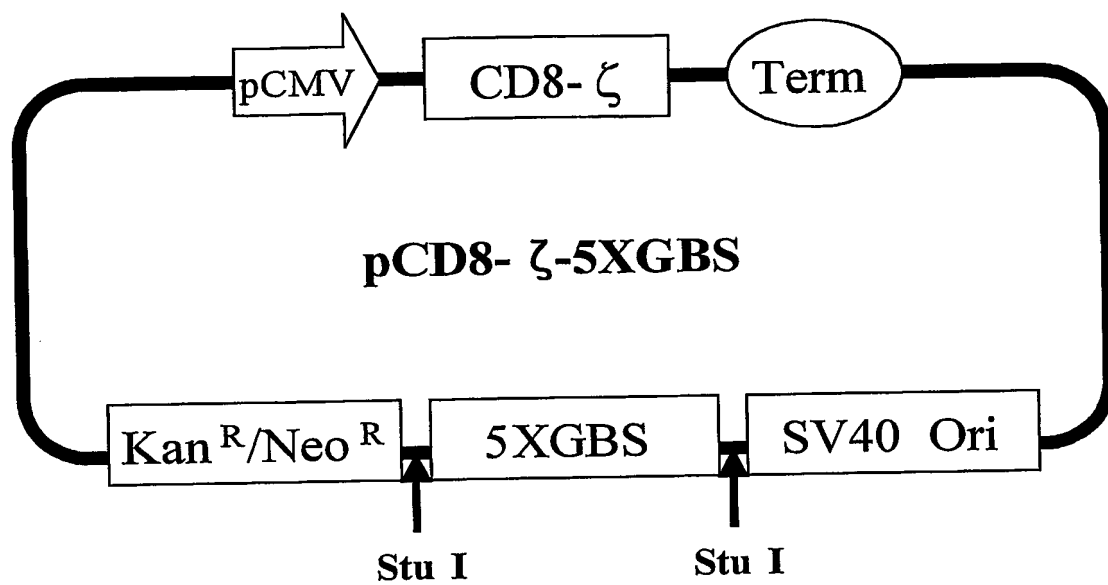 pCMV
CD8- ζ
Term
pCD8- ζ-5XGBS
Kan R/Neo R
5XGBS
SV40 Ori
Stu I
Stu I